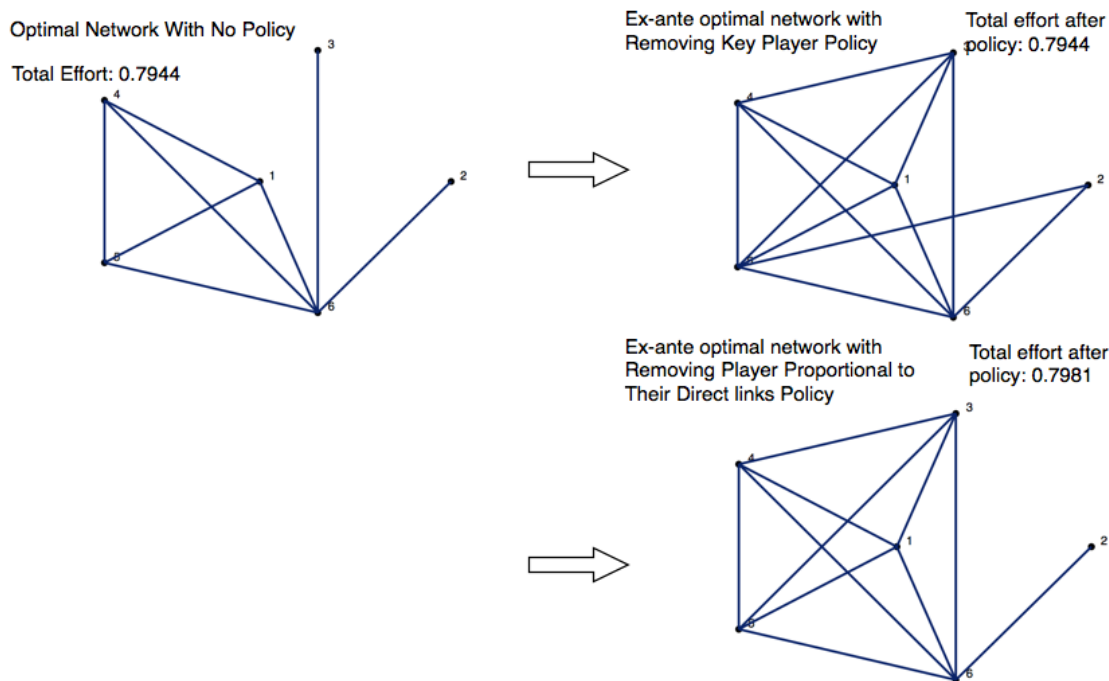 Optimal Network With No Policy
Total Effort: 0.7944
3
4
1
2
5
6
Ex-ante optimal network with
Removing Key Player Policy
Total effort after
policy: 0.7944
4
1
2
6
Ex-ante optimal network with
Removing Player Proportional to
Their Direct links Policy
Total effort after
policy: 0.7981
3
4
1
2
5
6